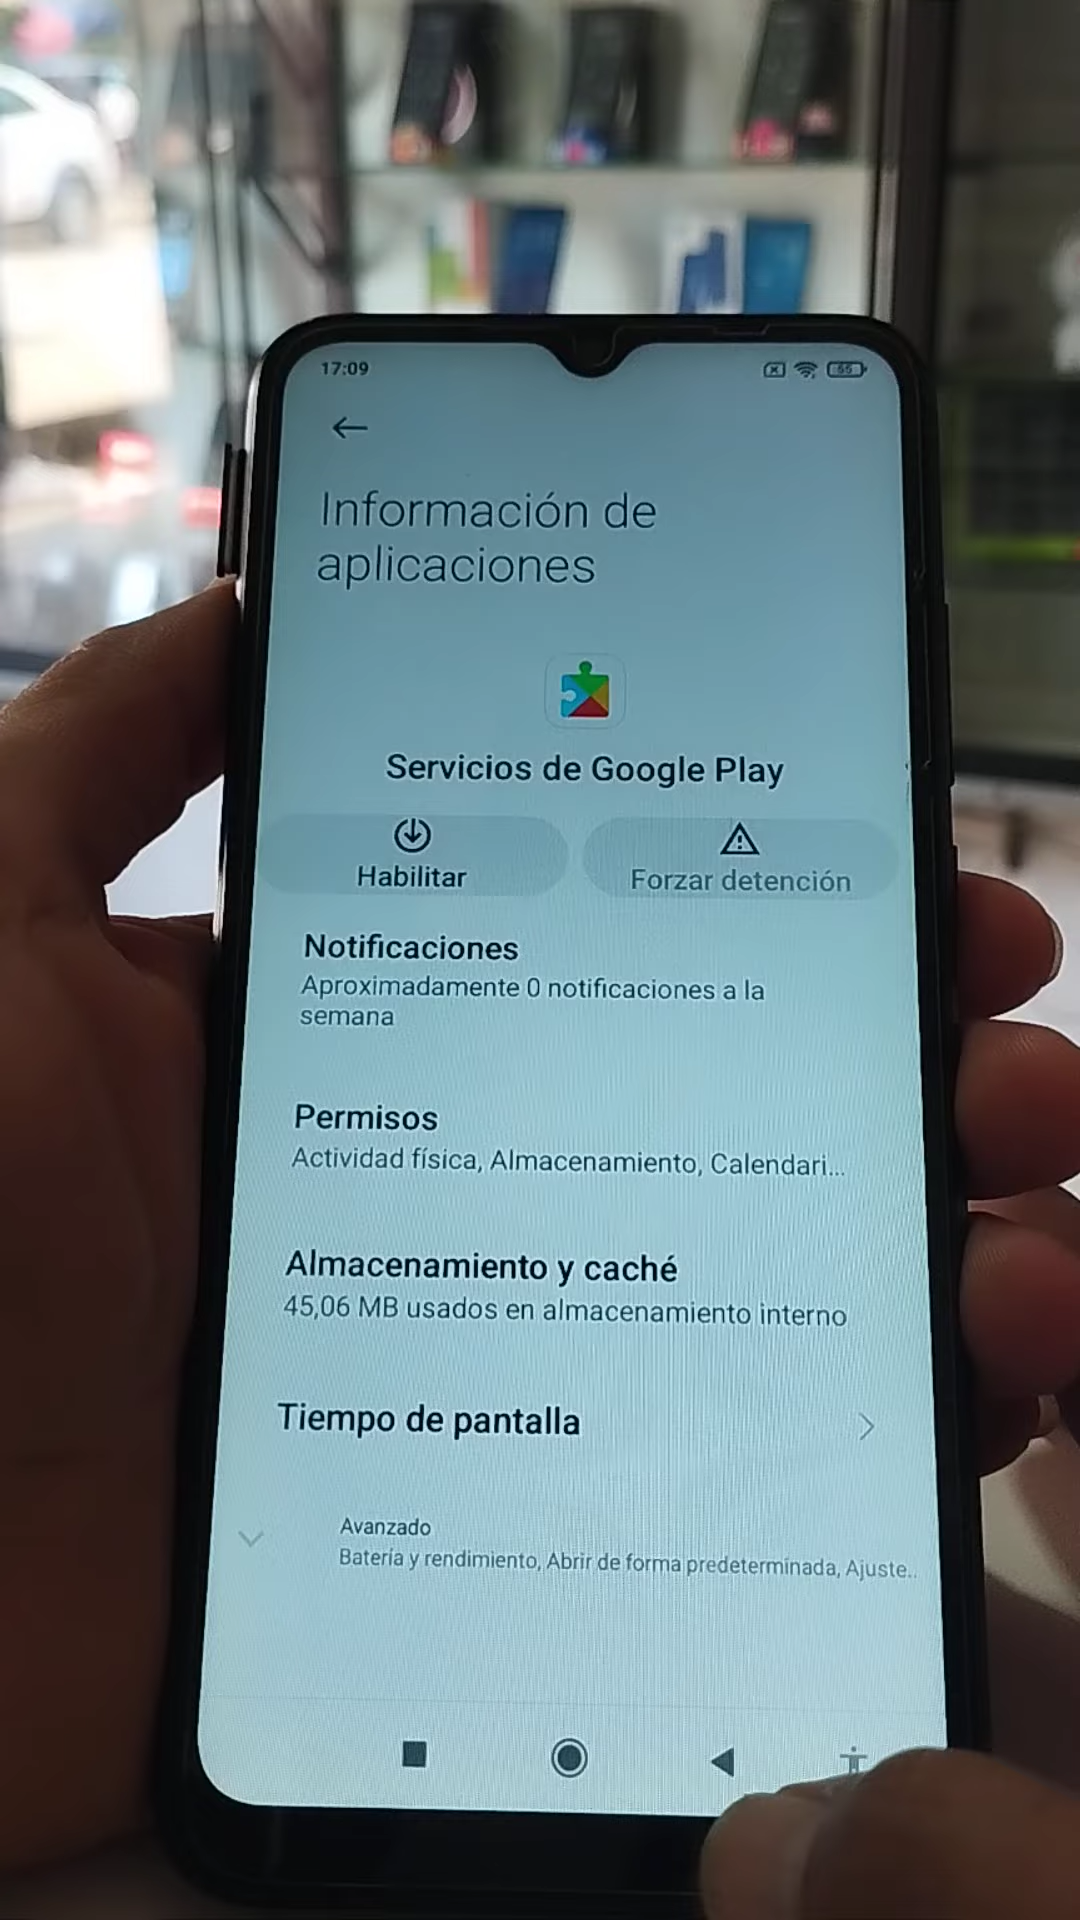 17:09
55
Información de
aplicaciones
Servicios de Google Play
Habilitar
Forzar detención
Notificaciones
Aproximadamente 0 notificaciones a la
semana
Permisos
Actividad física, Almacenamiento, Calendari...
Almacenamiento y caché
45,06 MB usados en almacenamiento interno
Tiempo de pantalla
Avanzado
Batería y rendimiento, Abrir de forma predeterminada, Ajuste..